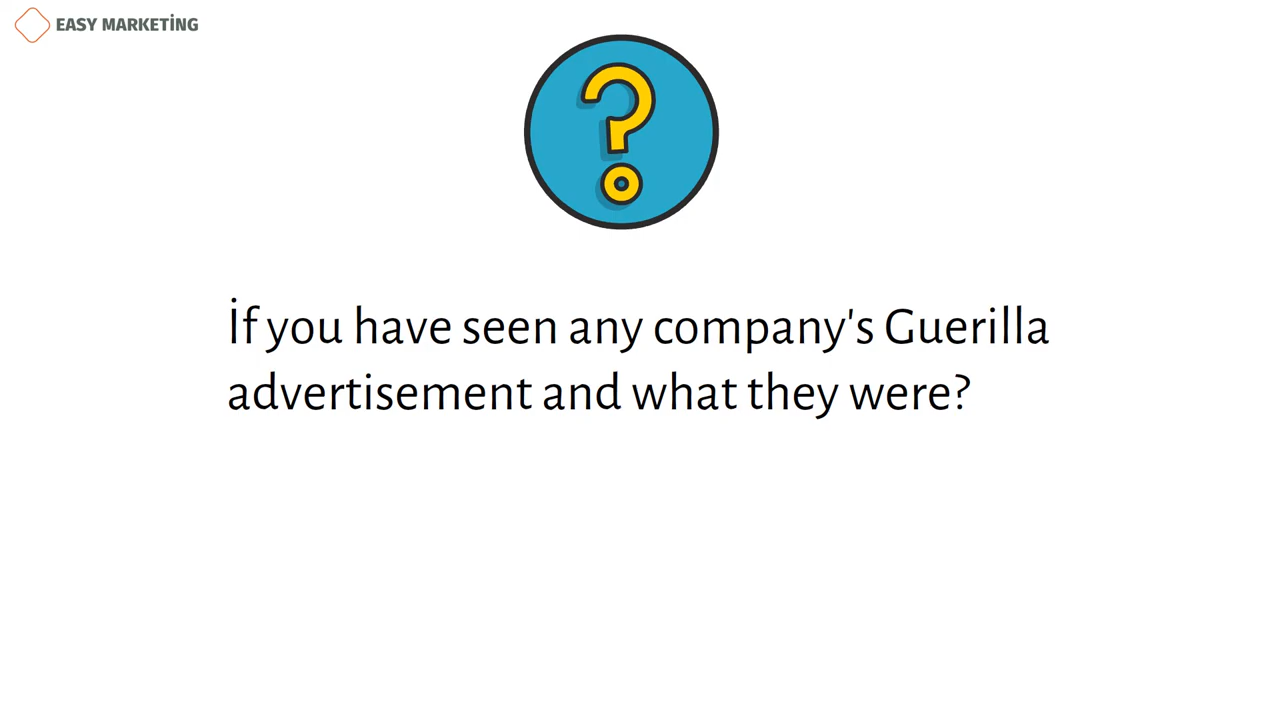 EASY MARKETİNG
İf you have seen any company's Guerilla
advertisement and what they were?